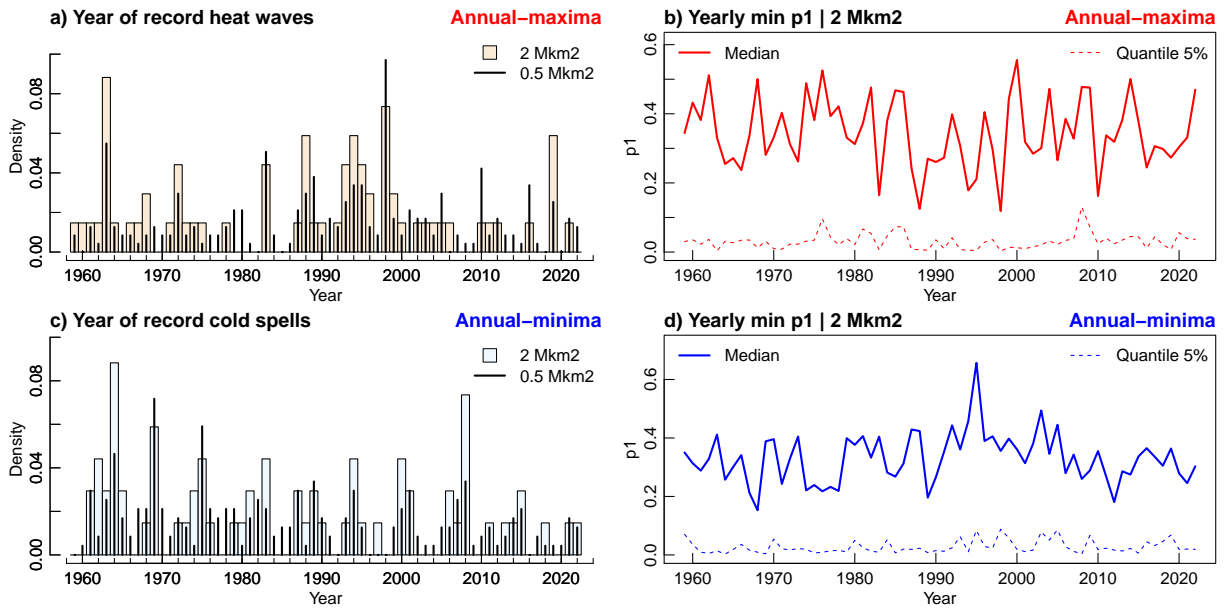 a) Year of record heat waves Annual−maxima
2 Mkm2
0.5 Mkm2
Density
0.00 0.04 0.08
1960 1970 1980 1990 2000 2010 2020
Year
b) Yearly min p1 | 2 Mkm2 Annual−maxima
Median Quantile 5%
p1
0.0 0.2 0.4 0.6
1960 1970 1980 1990 2000 2010 2020
Year
c) Year of record cold spells Annual−minima
2 Mkm2
0.5 Mkm2
Density
0.00 0.04 0.08
1960 1970 1980 1990 2000 2010 2020
Year
d) Yearly min p1 | 2 Mkm2 Annual−minima
Median Quantile 5%
p1
0.0 0.2 0.4 0.6
1960 1970 1980 1990 2000 2010 2020
Year